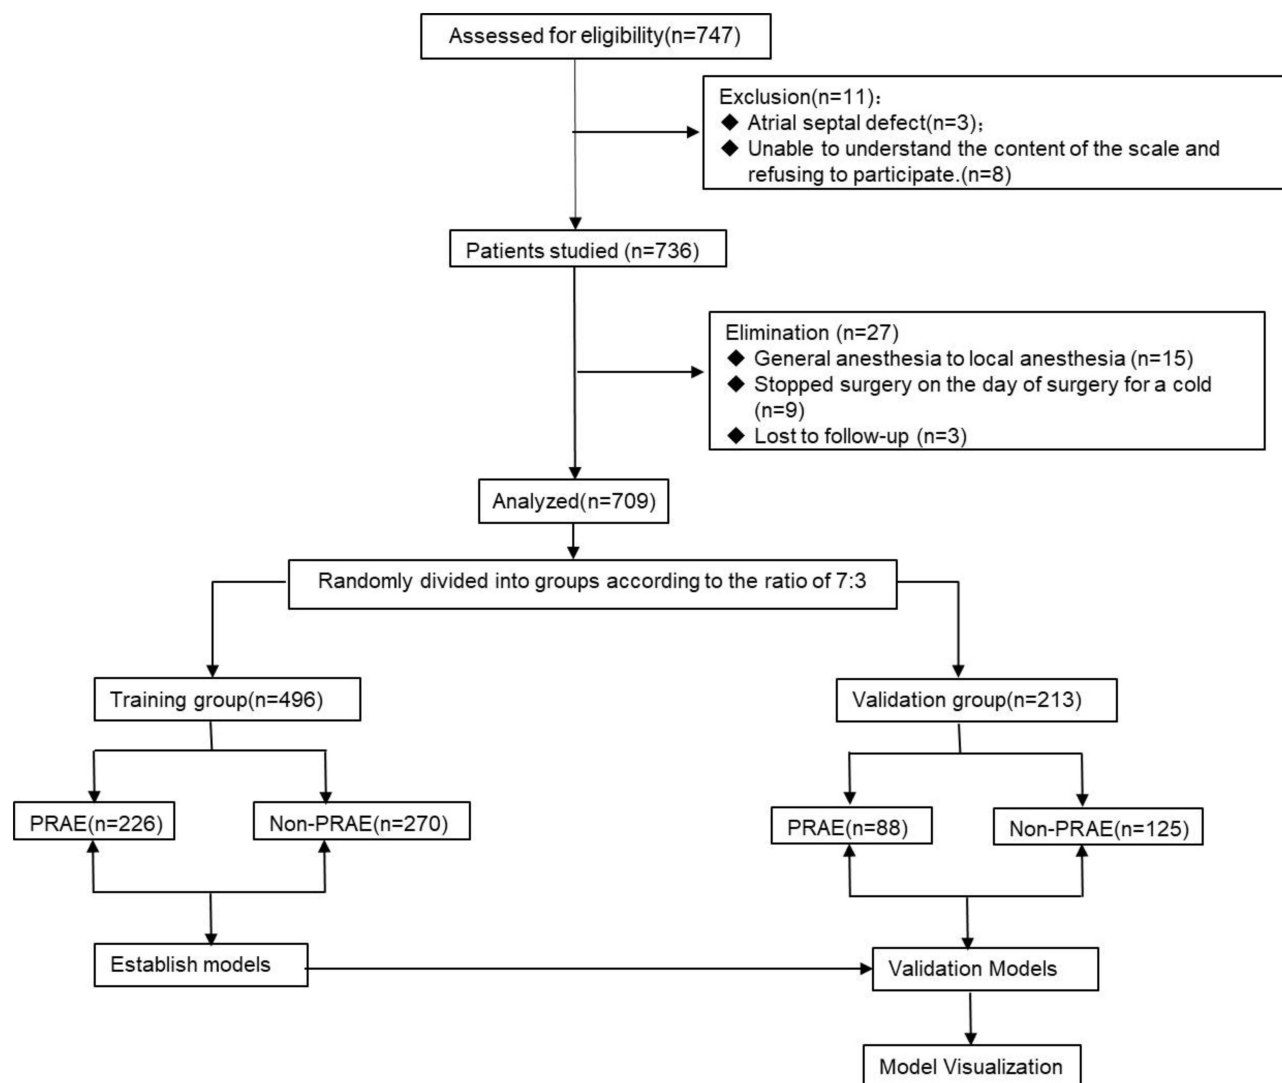 Assessed for eligibility(n=747)
Exclusion(n=11)：
◆ Atrial septal defect(n=3)；
◆ Unable to understand the content of the scale and
refusing to participate.(n=8)
Patients studied (n=736)
Elimination (n=27)
◆ General anesthesia to local anesthesia (n=15)
◆ Stopped surgery on the day of surgery for a cold
(n=9)
◆ Lost to follow-up (n=3)
Analyzed(n=709)
Randomly divided into groups according to the ratio of 7:3
Training group(n=496)
Validation group(n=213)
PRAE(n=226)
Non-PRAE(n=270)
PRAE(n=88)
Non-PRAE(n=125)
Establish models
Validation Models
Model Visualization